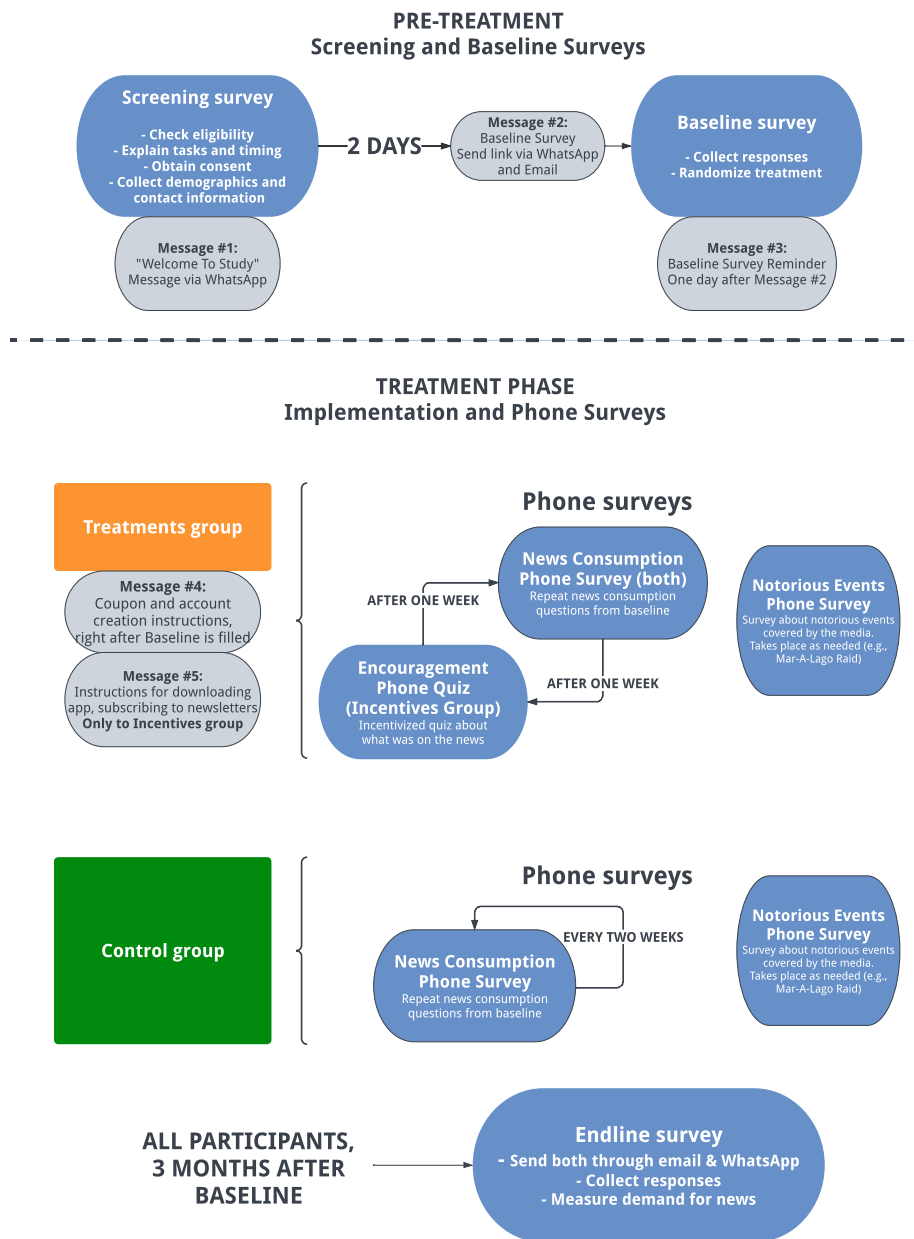 PRE-TREATMENT
Screening and Baseline Surveys
Screening survey
- Check eligibility
- Explain tasks and timing
- Obtain consent
- Collect demographics and
contact information
2 DAYS
Message #2:
Baseline Survey
Send link via WhatsApp
and Email
Baseline survey
- Collect responses
- Randomize treatment
Message #1:
"Welcome To Study"
Message via WhatsApp
Message #3:
Baseline Survey Reminder
One day after Message #2
TREATMENT PHASE
Implementation and Phone Surveys
Treatments group
Message #4:
Coupon and account
creation instructions,
right after Baseline is filled
Message #5:
Instructions for downloading
app, subscribing to newsletters
Only to Incentives group
Phone surveys
News Consumption
Phone Survey (both)
Repeat news consumption
questions from baseline
AFTER ONE WEEK
AFTER ONE WEEK
Encouragement
Phone Quiz
(Incentives Group)
Incentivized quiz about
what was on the news
Notorious Events
Phone Survey
Survey about notorious events
covered by the media.
Takes place as needed (e.g.,
Mar-A-Lago Raid)
Control group
Phone surveys
EVERY TWO WEEKS
News Consumption
Phone Survey
Repeat news consumption
questions from baseline
Notorious Events
Phone Survey
Survey about notorious events
covered by the media.
Takes place as needed (e.g.,
Mar-A-Lago Raid)
ALL PARTICIPANTS,
3 MONTHS AFTER
BASELINE
Endline survey
- Send both through email & WhatsApp
- Collect responses
- Measure demand for news